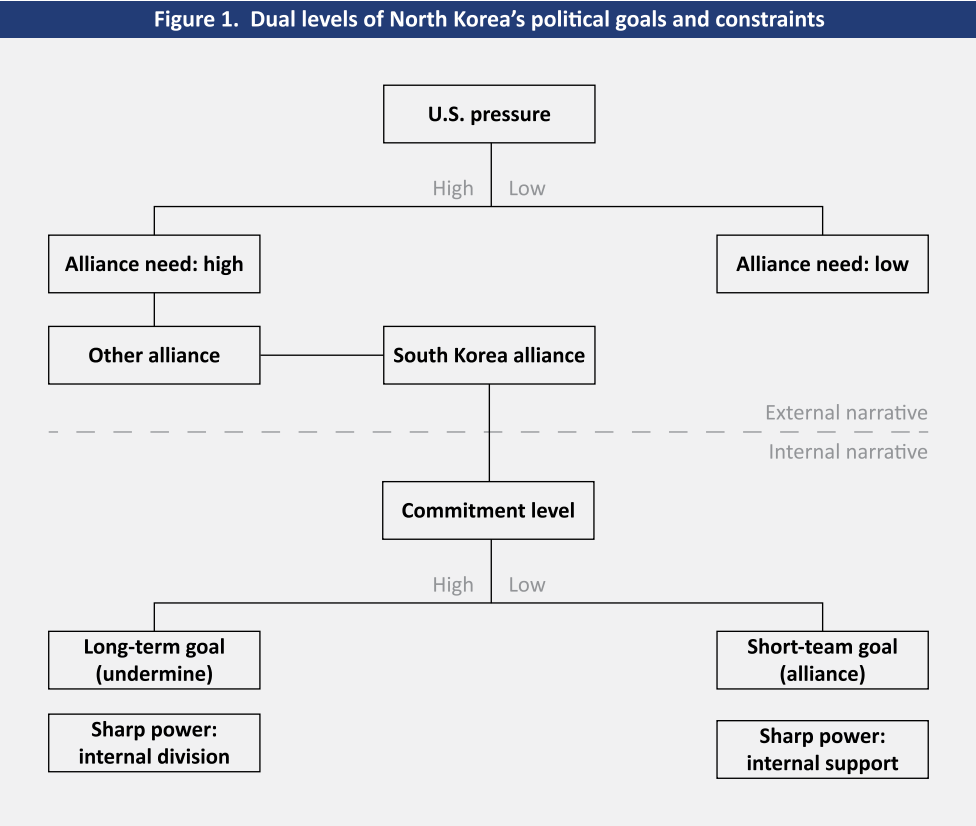 Figure 1.  Dual levels of North Korea’s political goals and constraints
U.S. pressure
High
Low
Alliance need: high
Alliance need: low
Other alliance
South Korea alliance
External narrative
Internal narrative
Commitment level
High
Low
Long-term goal
(undermine)
Short-team goal
(alliance)
Sharp power:
internal division
Sharp power:
internal support